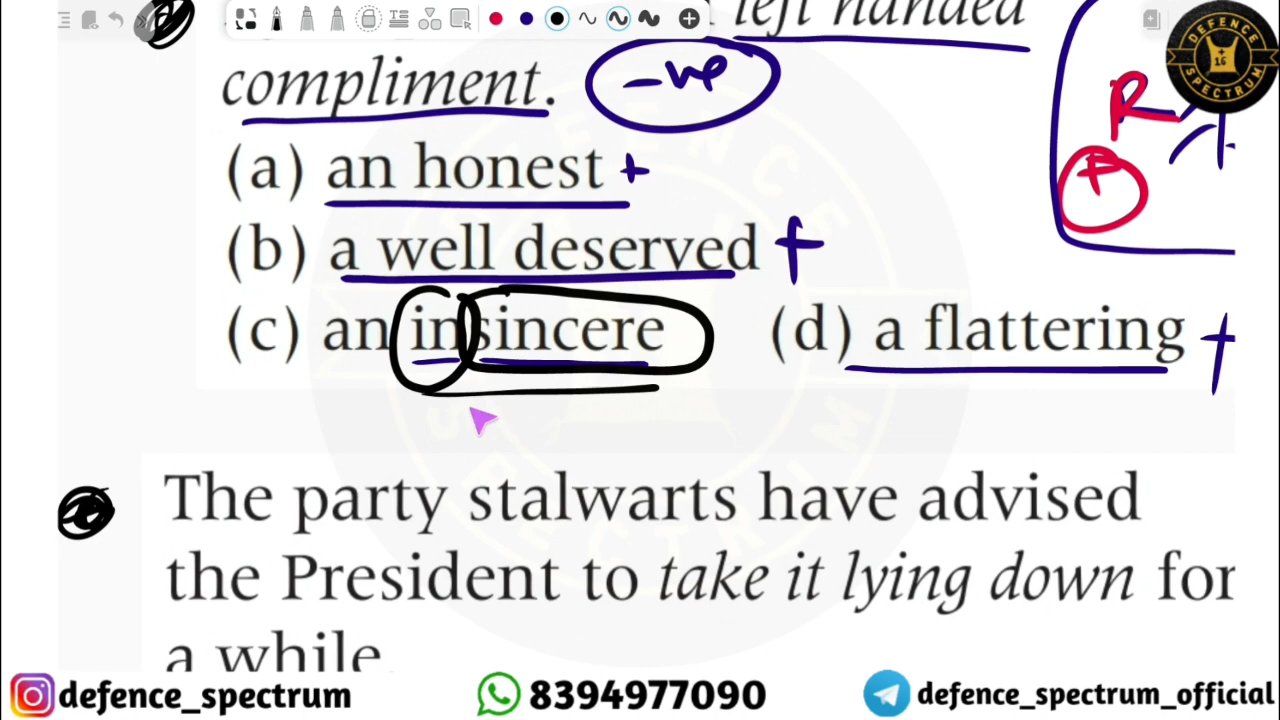 left handed
compliment. -ve
(a) an honest +
(b) a well deserved +
(c) an insincere (d) a flattering +
The party stalwarts have advised
the President to take it lying down for
a while
R
+
DEFENCE
+
16
SPECTRUM
defence_spectrum 8394977090 defence_spectrum_official